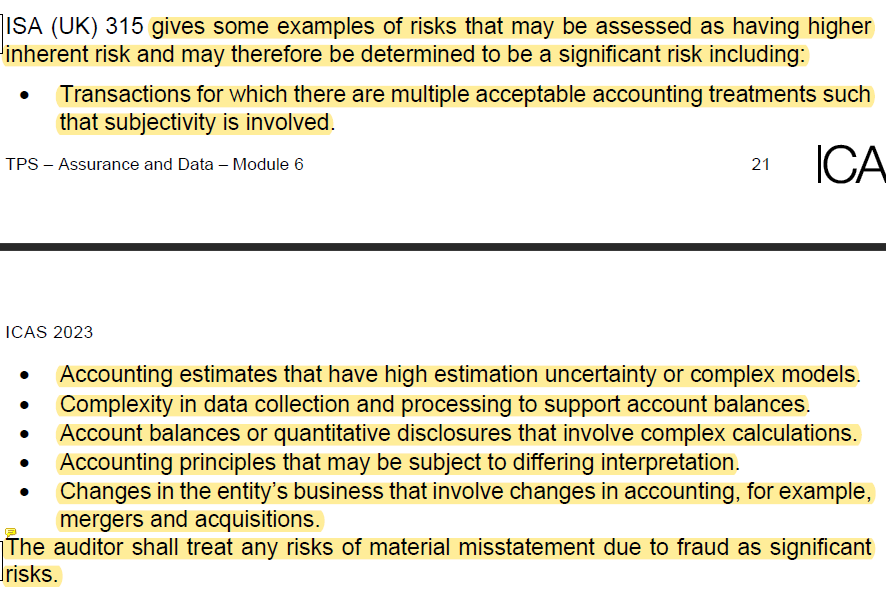 ISA (UK) 315 gives some examples of risks that may be assessed as having higher
inherent risk and may therefore be determined to be a significant risk including:
• Transactions for which there are multiple acceptable accounting treatments such
that subjectivity is involved.
TPS – Assurance and Data – Module 6 21 ICA
ICAS 2023
• Accounting estimates that have high estimation uncertainty or complex models.
• Complexity in data collection and processing to support account balances.
• Account balances or quantitative disclosures that involve complex calculations.
• Accounting principles that may be subject to differing interpretation.
• Changes in the entity’s business that involve changes in accounting, for example,
mergers and acquisitions.
The auditor shall treat any risks of material misstatement due to fraud as significant
risks.